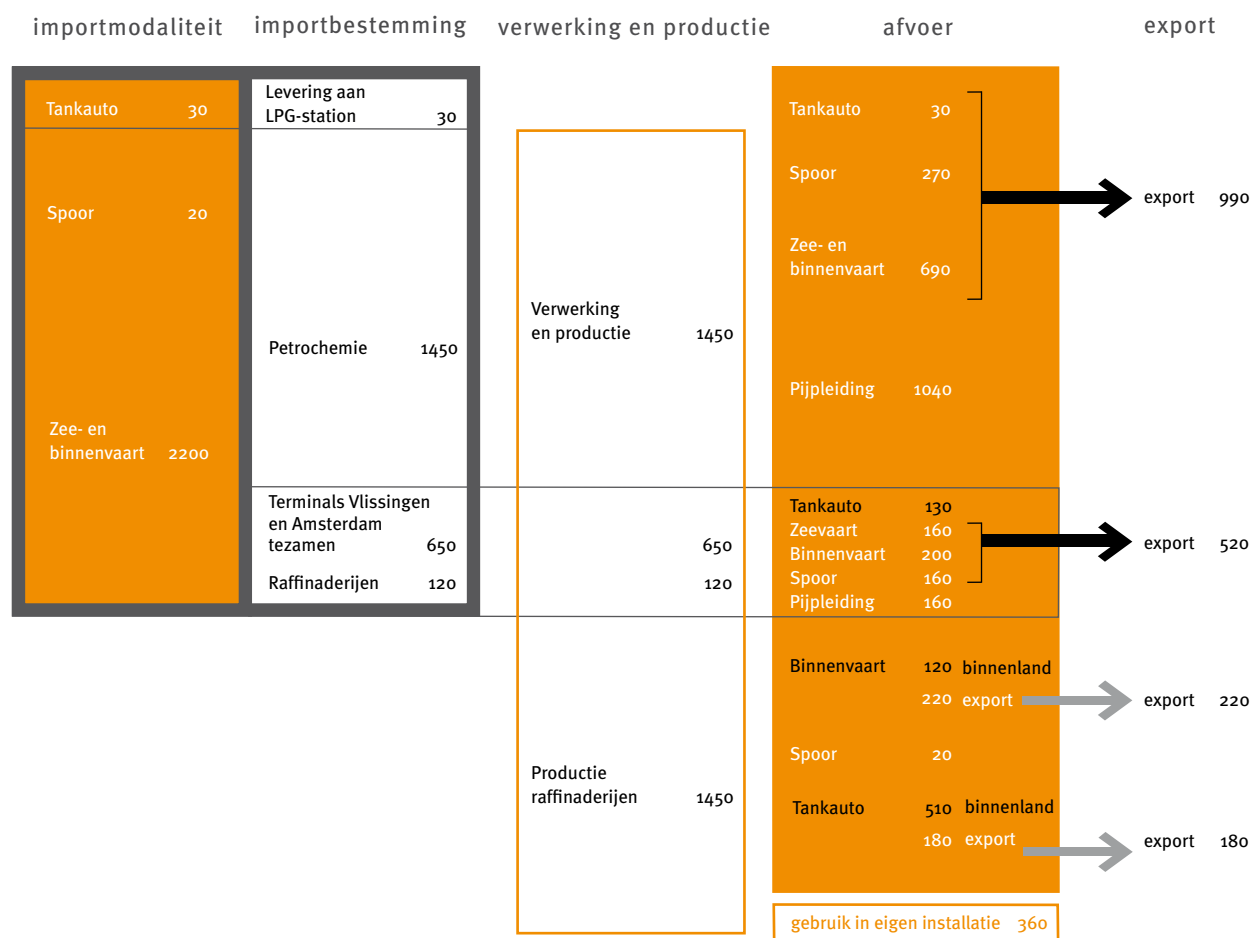 importmodaliteit importbestemming verwerking en productie afvoer export
Tankauto 30
Spoor 20
Zee- en
binnenvaart 2200
Levering aan
LPG-station 30
Petrochemie 1450
Terminals Vlissingen
en Amsterdam
tezamen 650
Raffinaderijen 120
Verwerking
en productie 1450
650
120
Productie
raffinaderijen 1450
Tankauto 30
Spoor 270
Zee- en
binnenvaart 690
Pijpleiding 1040
Tankauto 130
Zeevaart 160
Binnenvaart 200
Spoor 160
Pijpleiding 160
Binnenvaart 120 binnenland
220 export
Spoor 20
Tankauto 510 binnenland
180 export
gebruik in eigen installatie 360
export 990
export 520
export 220
export 180